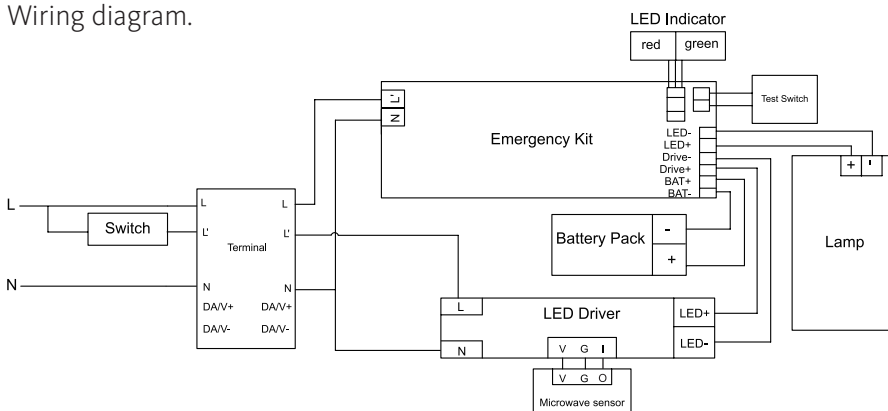 Wiring diagram.
LED Indicator
red green
Test Switch
L'
N
Emergency Kit
LED-
LED+
Drive-
Drive+
BAT+
BAT-
+ -
Lamp
L
Switch
N
L L
L' L'
Terminal
N N
DA/V+ DA/V+
DA/V- DA/V-
Battery Pack
-
+
L
N
LED Driver
LED+
LED-
V G I
V G O
Microwave sensor